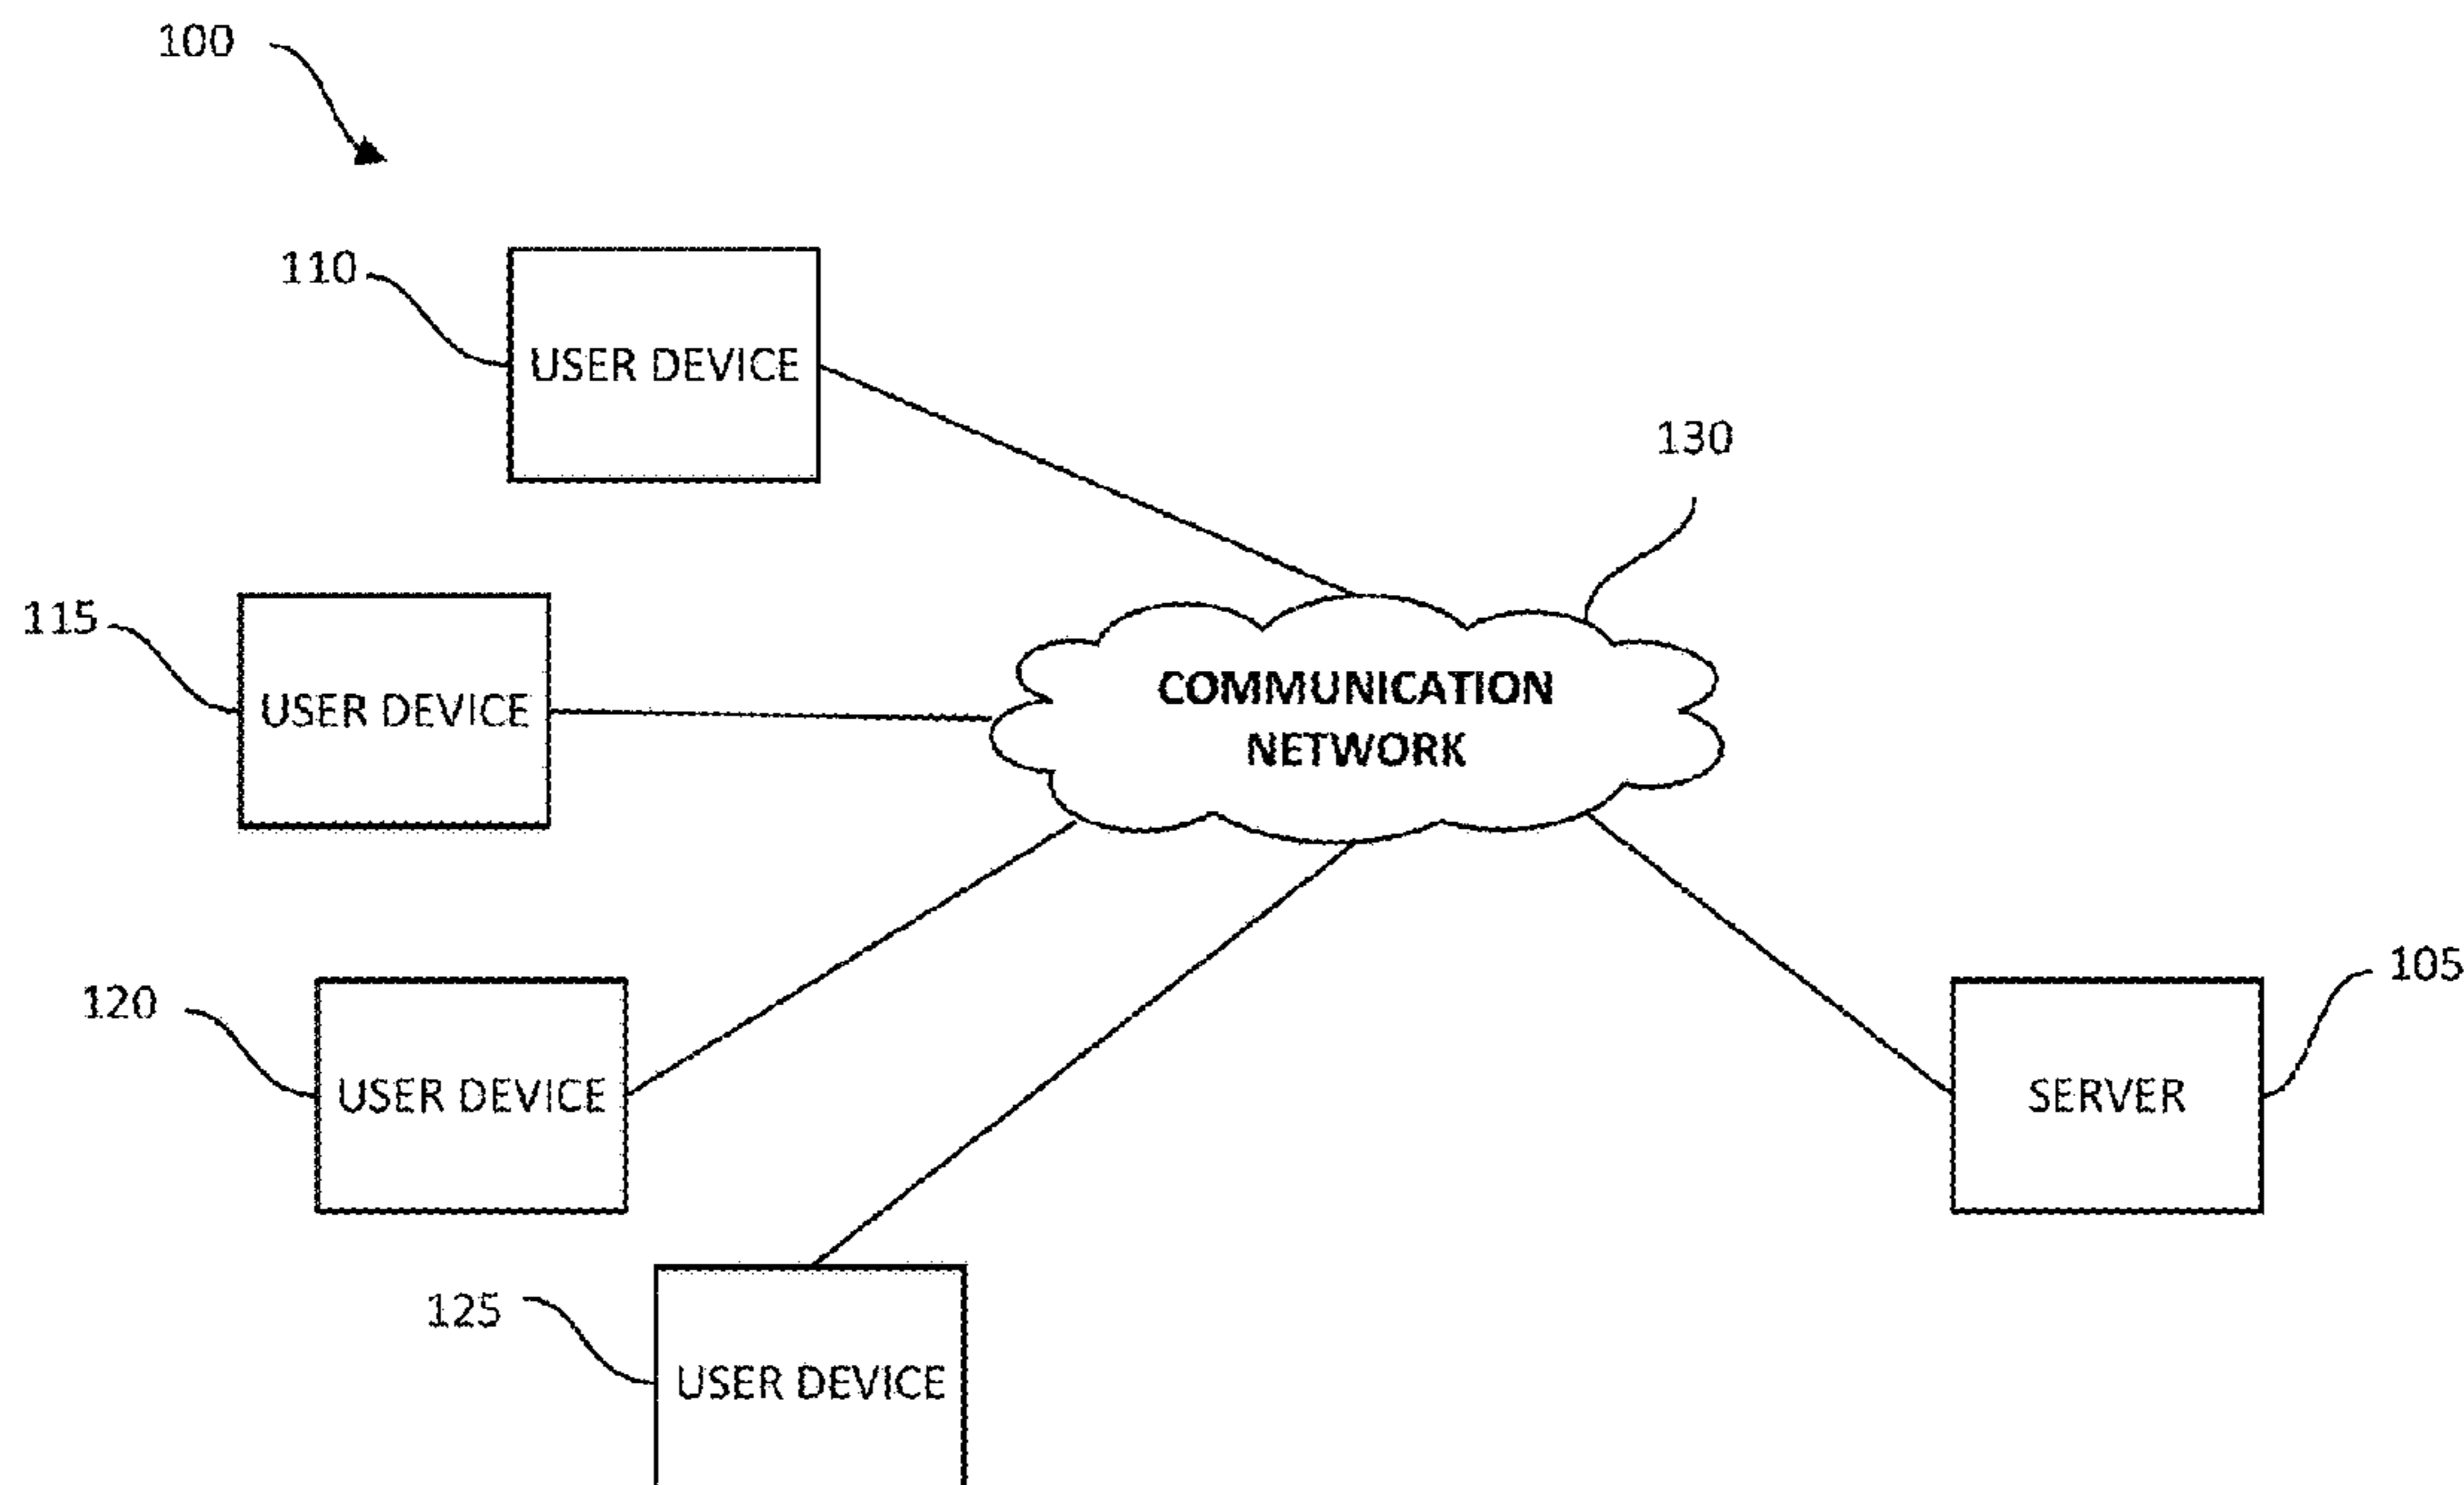 100
110
USER DEVICE
130
115
USER DEVICE
COMMUNICATION
NETWORK
120
USER DEVICE
105
SERVER
125
USER DEVICE